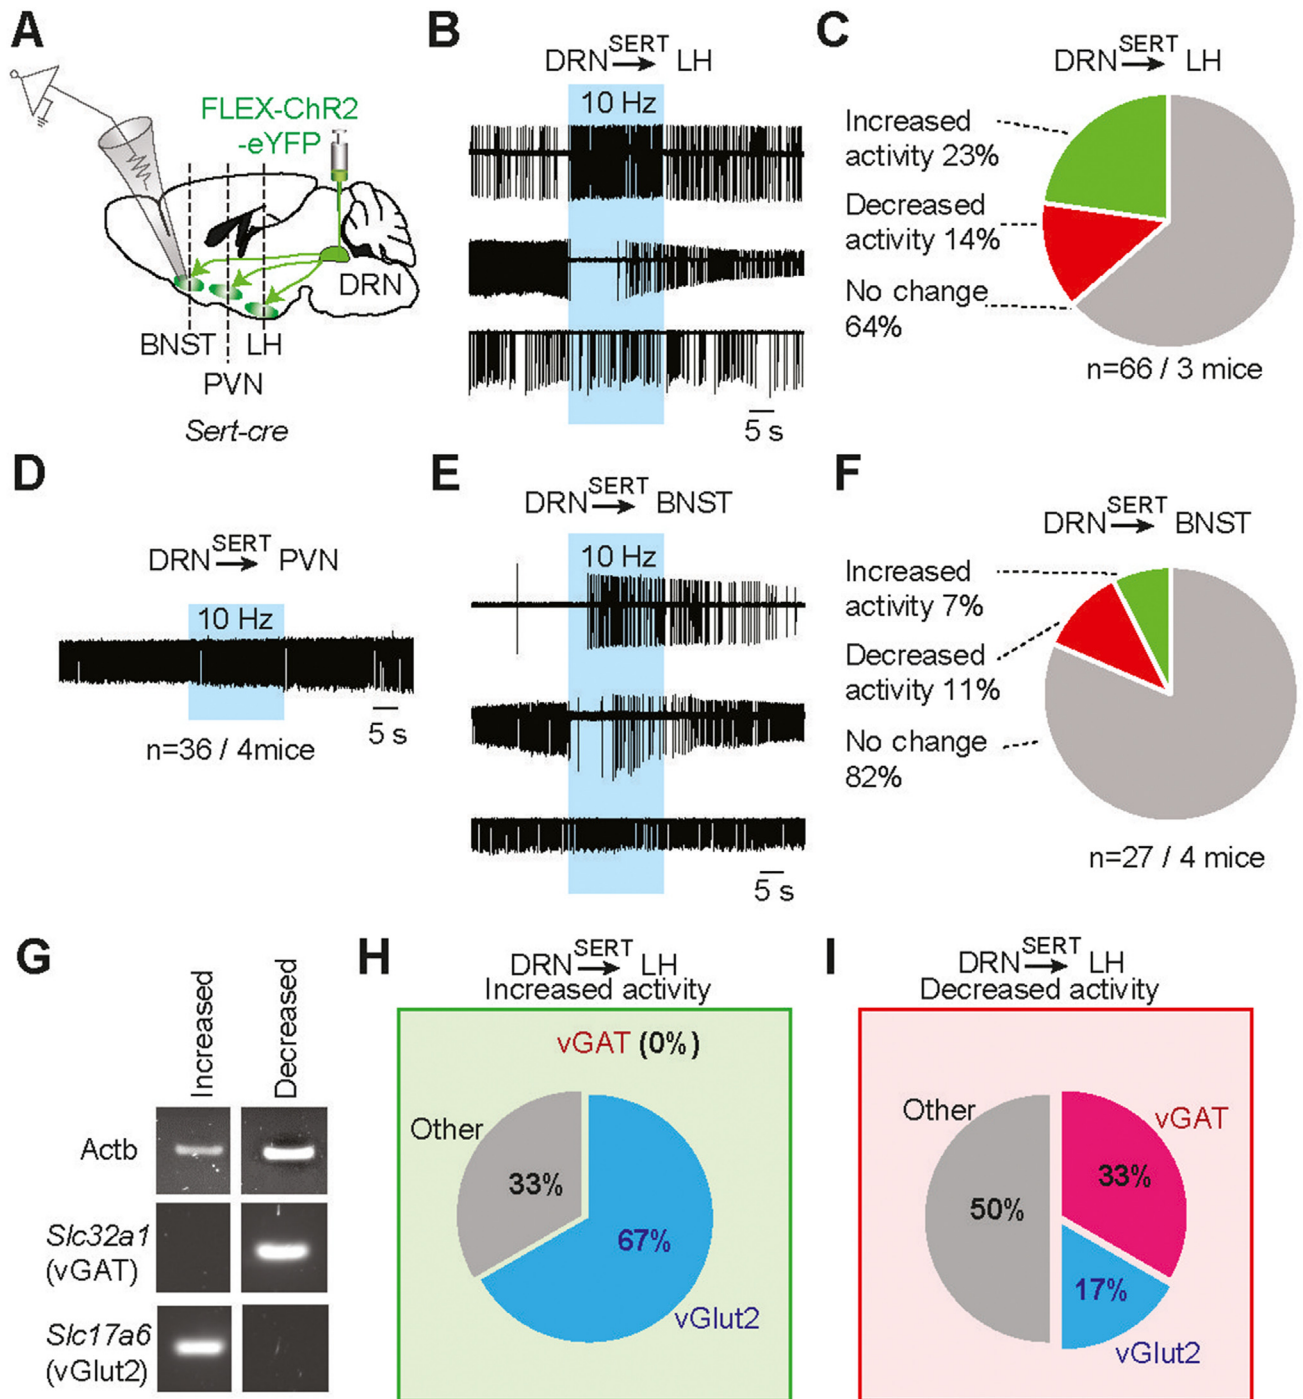 A
FLEX-ChR2
-eYFP
DRN
BNST
LH
PVN
Sert-cre
B
SERT
DRN → LH
10 Hz
5 s
C
SERT
DRN → LH
Increased
activity 23%
Decreased
activity 14%
No change
64%
n=66 / 3 mice
D
SERT
DRN → PVN
10 Hz
5 s
n=36 / 4mice
E
SERT
DRN → BNST
10 Hz
5 s
F
SERT
DRN → BNST
Increased
activity 7%
Decreased
activity 11%
No change
82%
n=27 / 4 mice
G
Increased
Decreased
Actb
Slc32a1
(vGAT)
Slc17a6
(vGlut2)
H
SERT
DRN → LH
Increased activity
vGAT (0%)
Other
33%
67%
vGlut2
I
SERT
DRN → LH
Decreased activity
Other
vGAT
33%
50%
17%
vGlut2